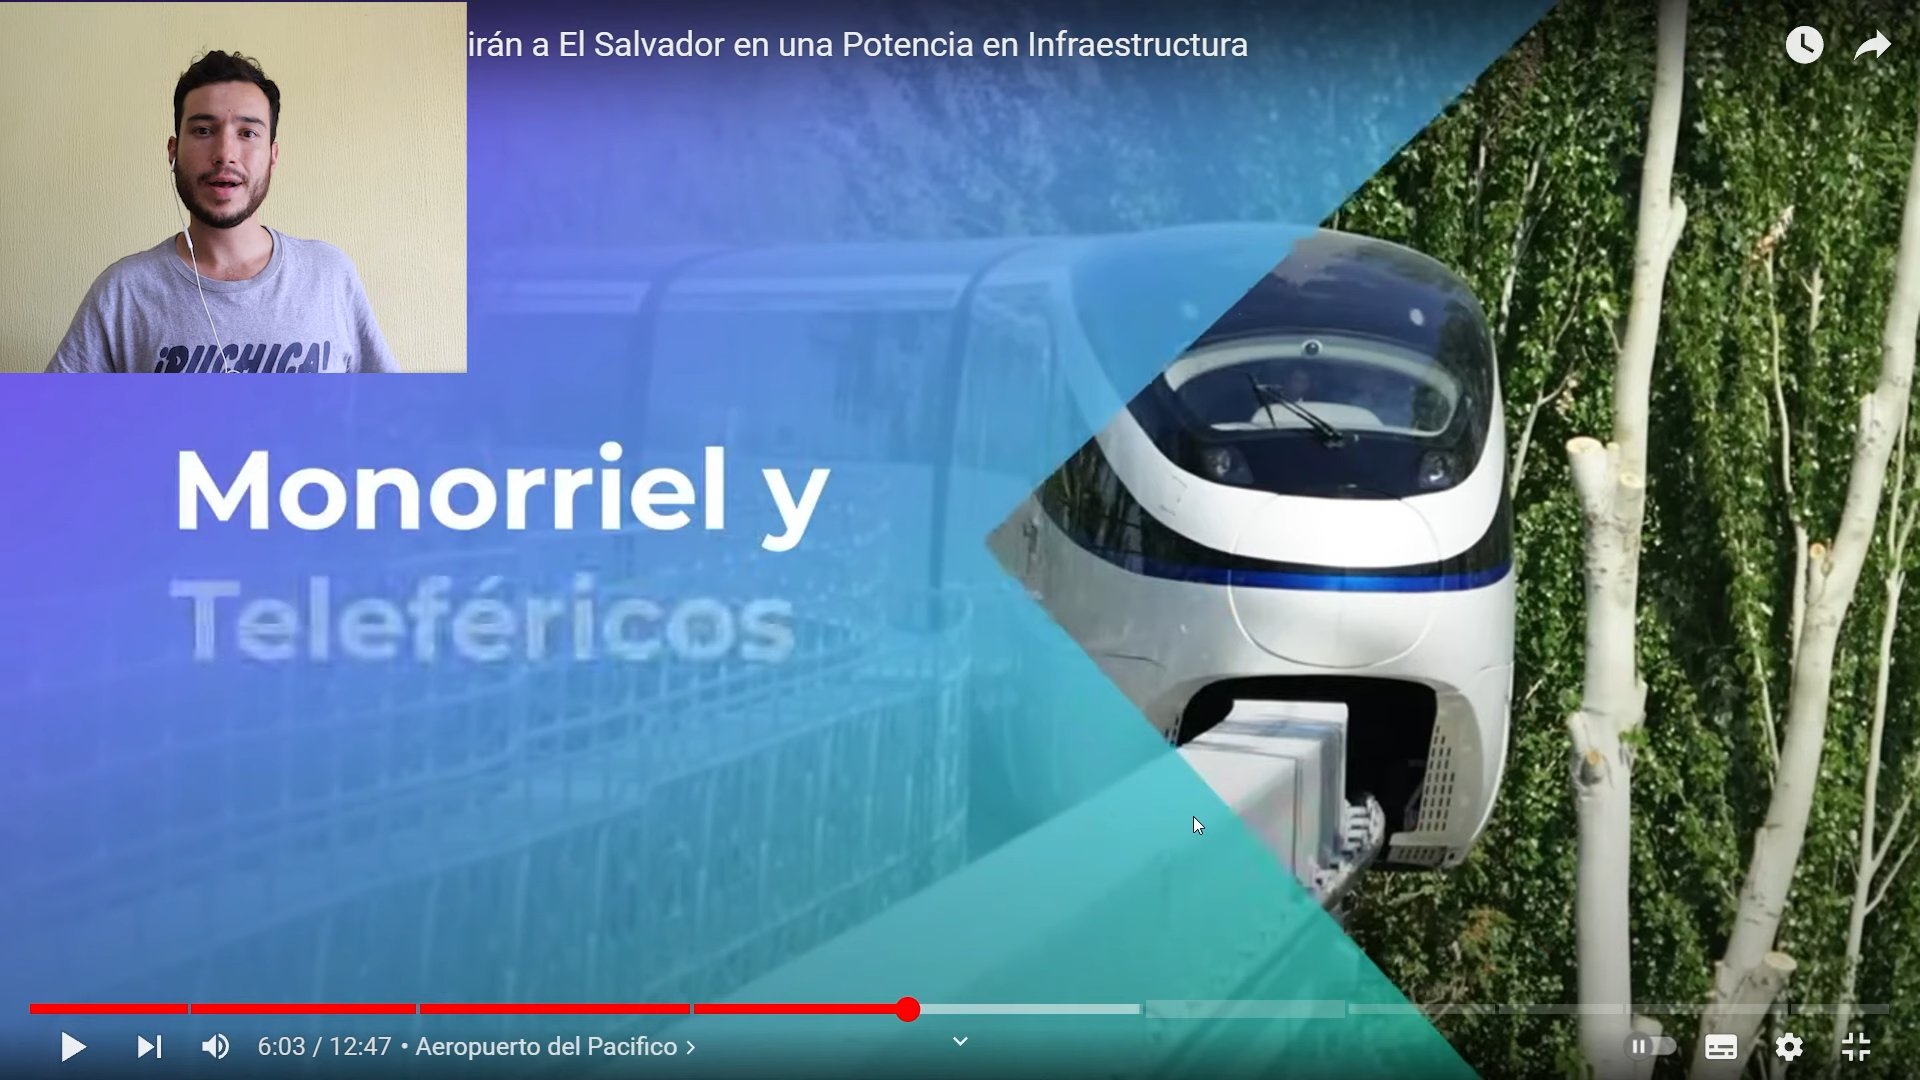 irán a El Salvador en una Potencia en Infraestructura
¡PUCHICA!
Monorriel y
Teleféricos
6:03 / 12:47 • Aeropuerto del Pacifico >